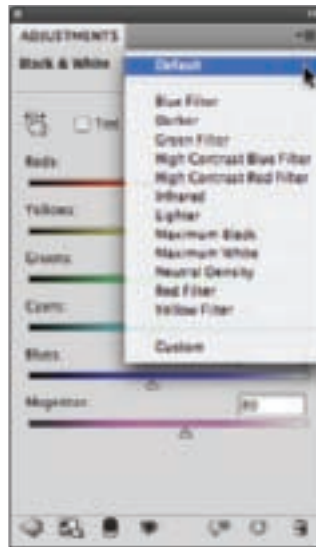 ADJUSTMENTS
Black & White
Default
Blue Filter
Darker
Green Filter
High Contrast Blue Filter
High Contrast Red Filter
Infrared
Lighter
Maximum Black
Maximum White
Neutral Density
Red Filter
Yellow Filter
Custom
Tint
Reds:
Yellows:
Greens:
Cyans:
Blues:
Magentas:
80